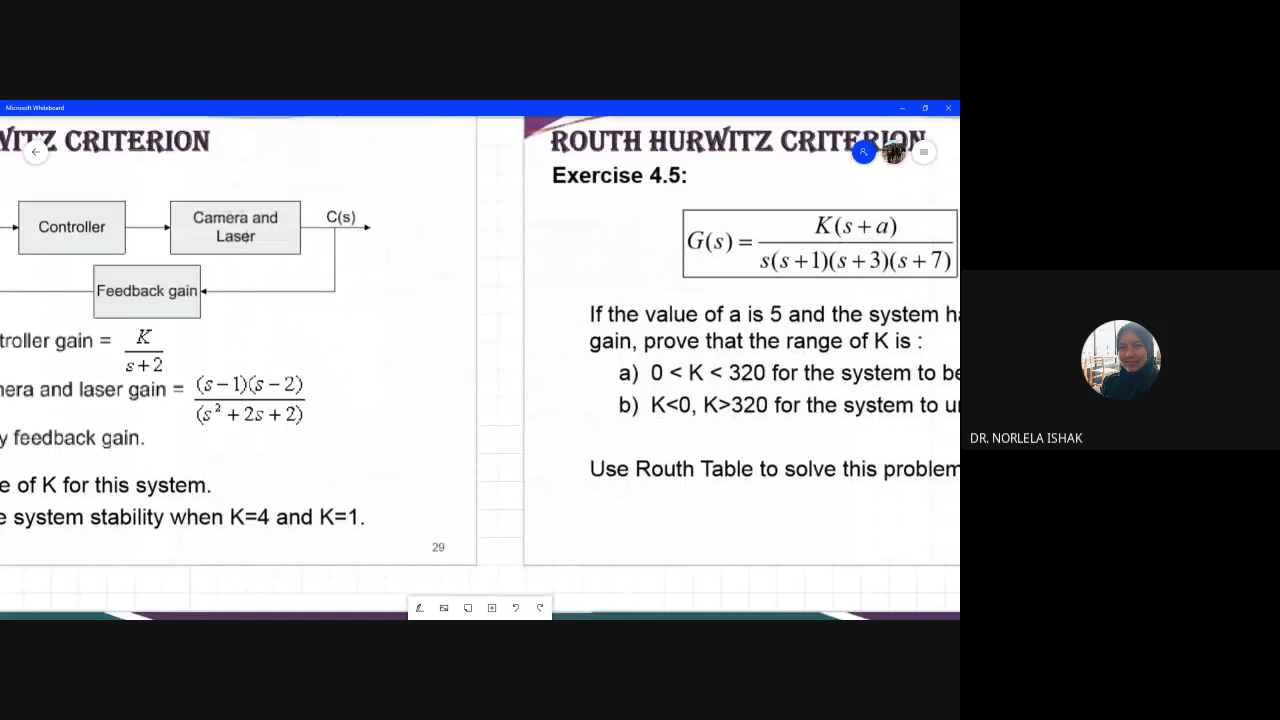 Microsoft Whiteboard
WITZ CRITERION
Controller
Camera and
Laser
C(s)
Feedback gain
troller gain = K / s+2
mera and laser gain = (s−1)(s−2) / (s² + 2s + 2)
y feedback gain.
e of K for this system.
e system stability when K=4 and K=1.
29
ROUTH HURWITZ CRITERION
Exercise 4.5:
G(s) = K(s + a) / s(s + 1)(s + 3)(s + 7)
If the value of a is 5 and the system ha
gain, prove that the range of K is :
a) 0 < K < 320 for the system to be
b) K<0, K>320 for the system to un
Use Routh Table to solve this problem
DR. NORLELA ISHAK